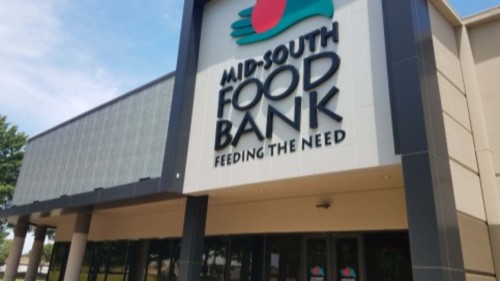 MID-SOUTH
FOOD
BANK
FEEDING THE NEED